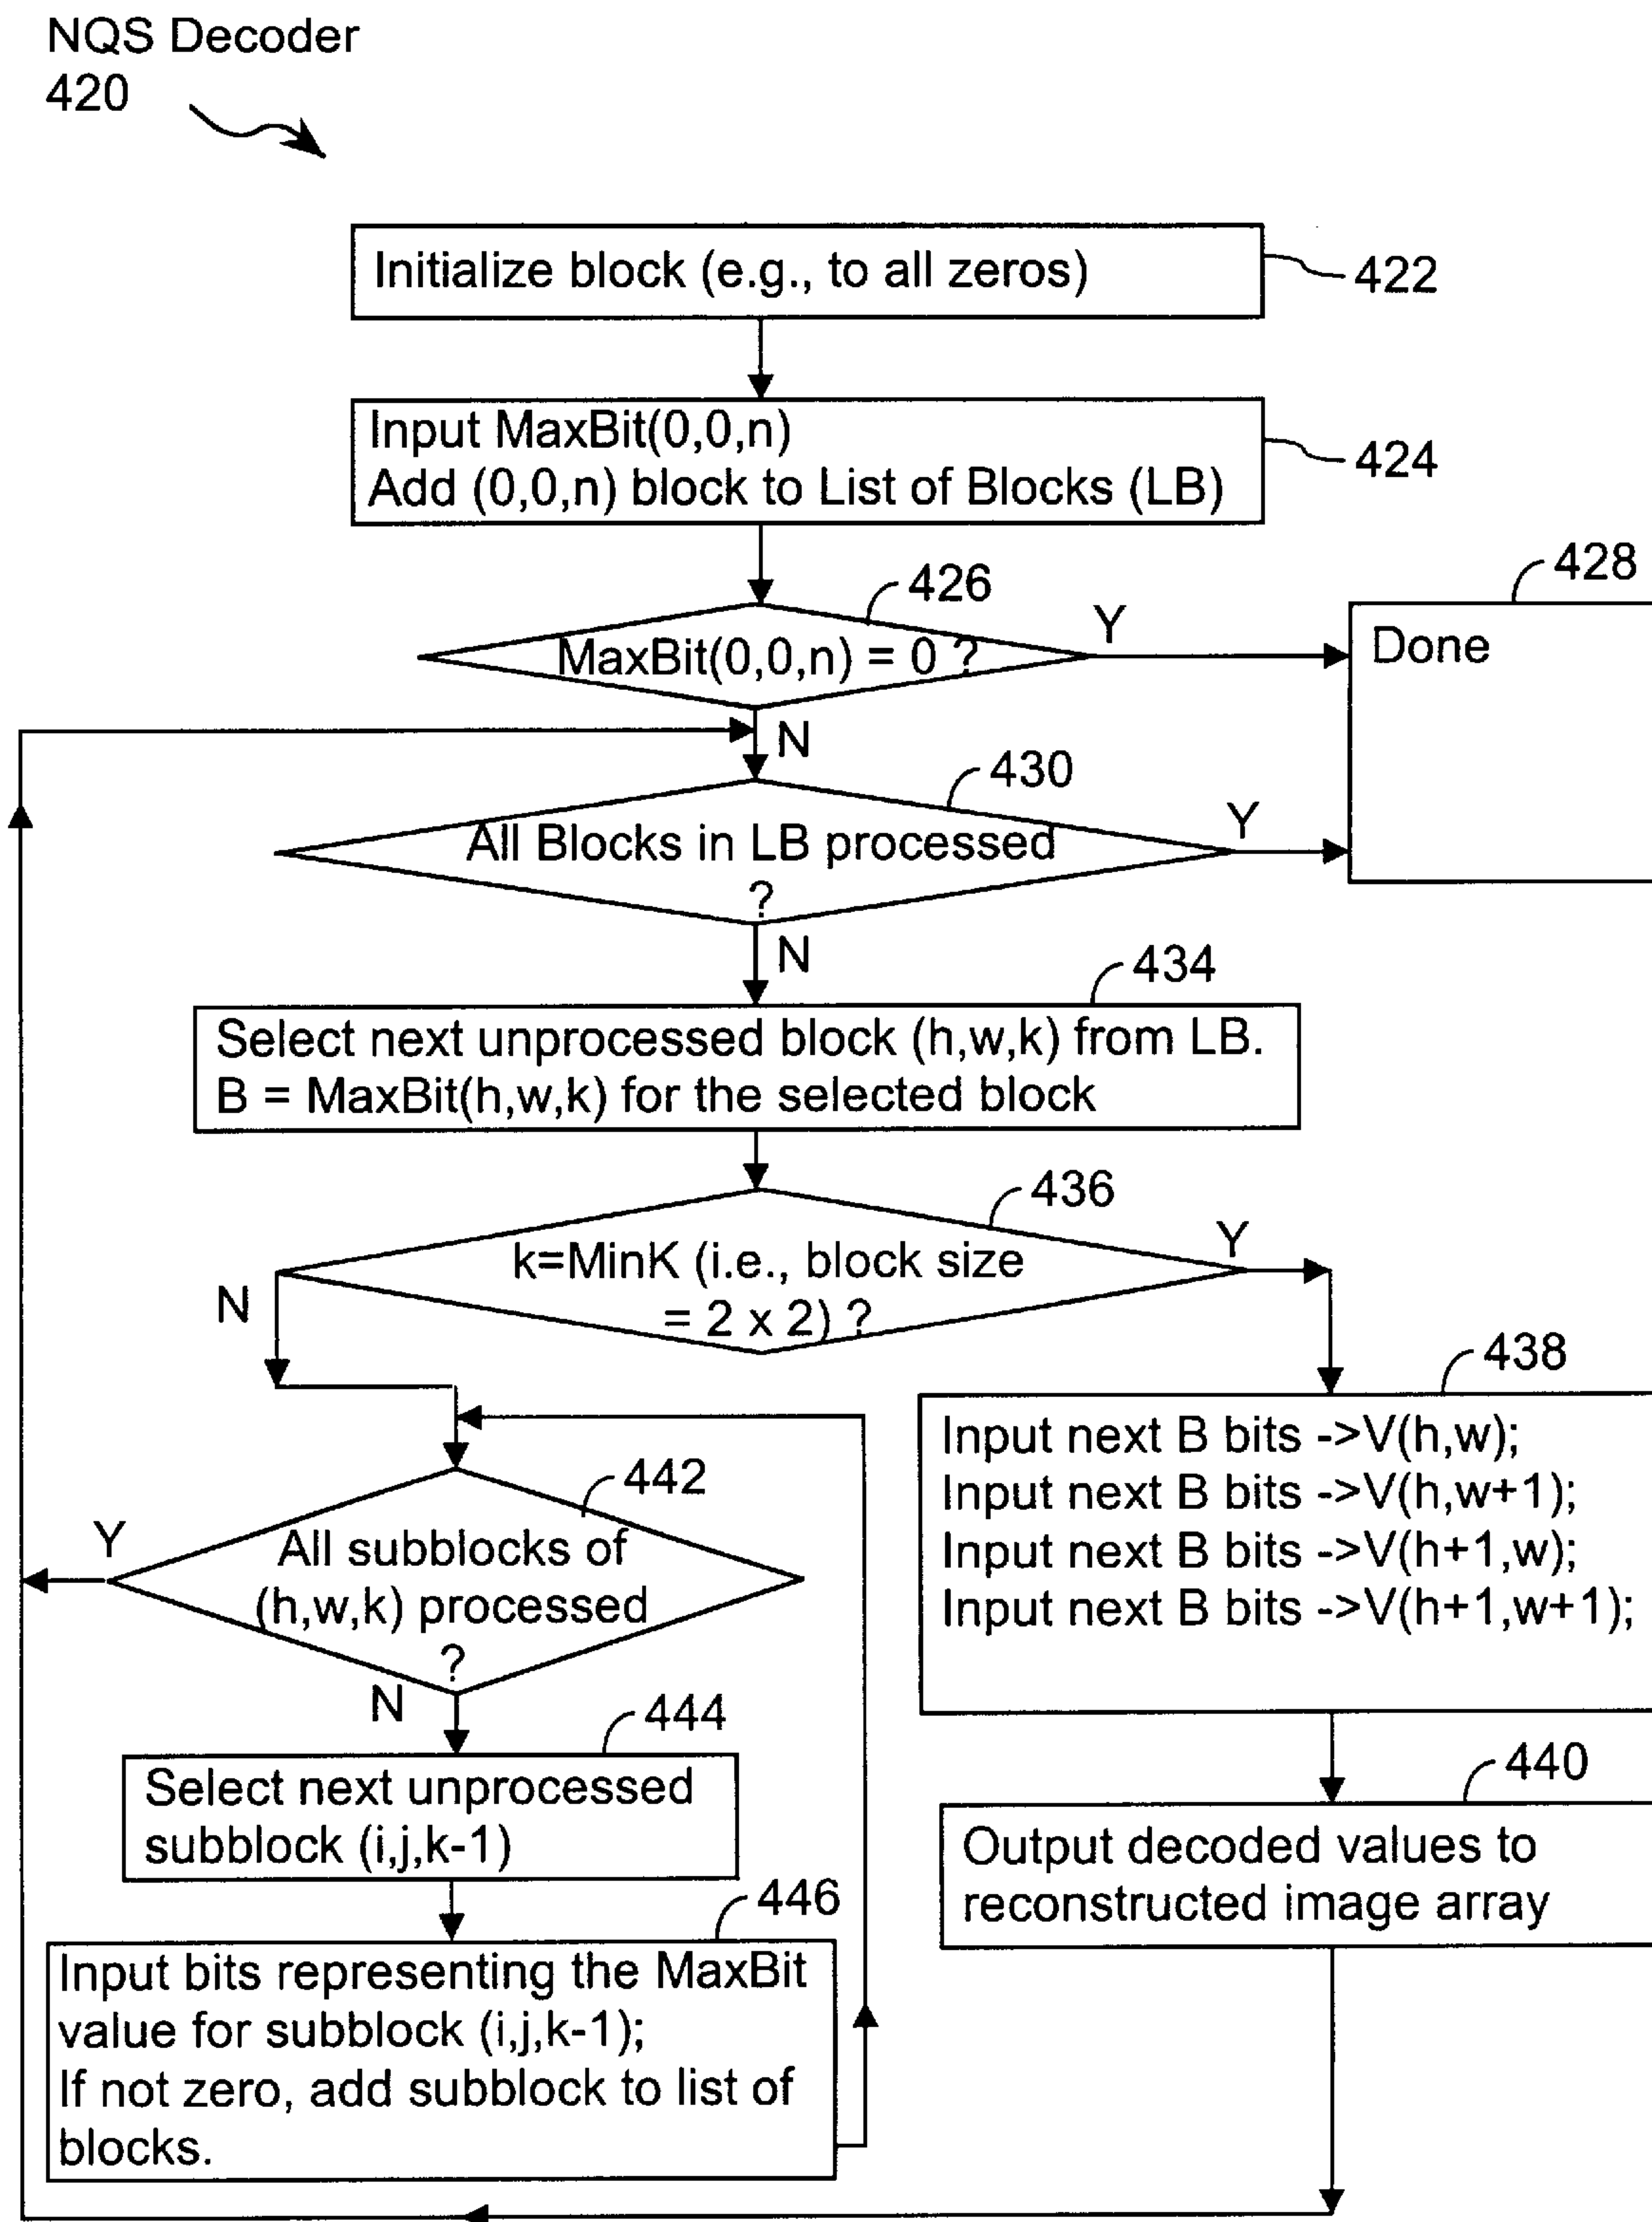 NQS Decoder
420
Initialize block (e.g., to all zeros)
422
Input MaxBit(0,0,n)
Add (0,0,n) block to List of Blocks (LB)
424
426
428
MaxBit(0,0,n) = 0 ?
Y
Done
N
430
All Blocks in LB processed
?
Y
N
434
Select next unprocessed block (h,w,k) from LB.
B = MaxBit(h,w,k) for the selected block
436
k=MinK (i.e., block size
= 2 x 2) ?
Y
N
438
Input next B bits ->V(h,w);
Input next B bits ->V(h,w+1);
Input next B bits ->V(h+1,w);
Input next B bits ->V(h+1,w+1);
442
All subblocks of
(h,w,k) processed
?
Y
N
444
Select next unprocessed
subblock (i,j,k-1)
440
Output decoded values to
reconstructed image array
446
Input bits representing the MaxBit
value for subblock (i,j,k-1);
If not zero, add subblock to list of
blocks.